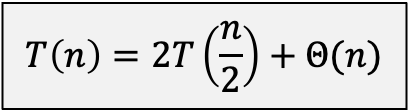 T(n) = 2T(n/2) + Θ(n)